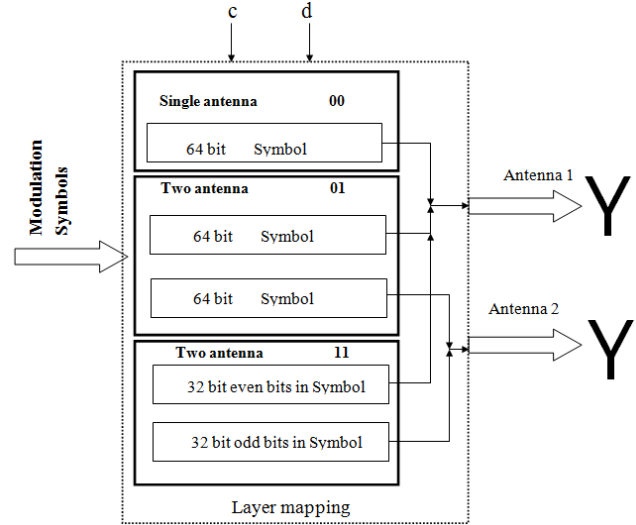 c d
Single antenna 00
64 bit Symbol
Two antenna 01
64 bit Symbol
64 bit Symbol
Two antenna 11
32 bit even bits in Symbol
32 bit odd bits in Symbol
Layer mapping
Modulation
Symbols
Antenna 1
Antenna 2